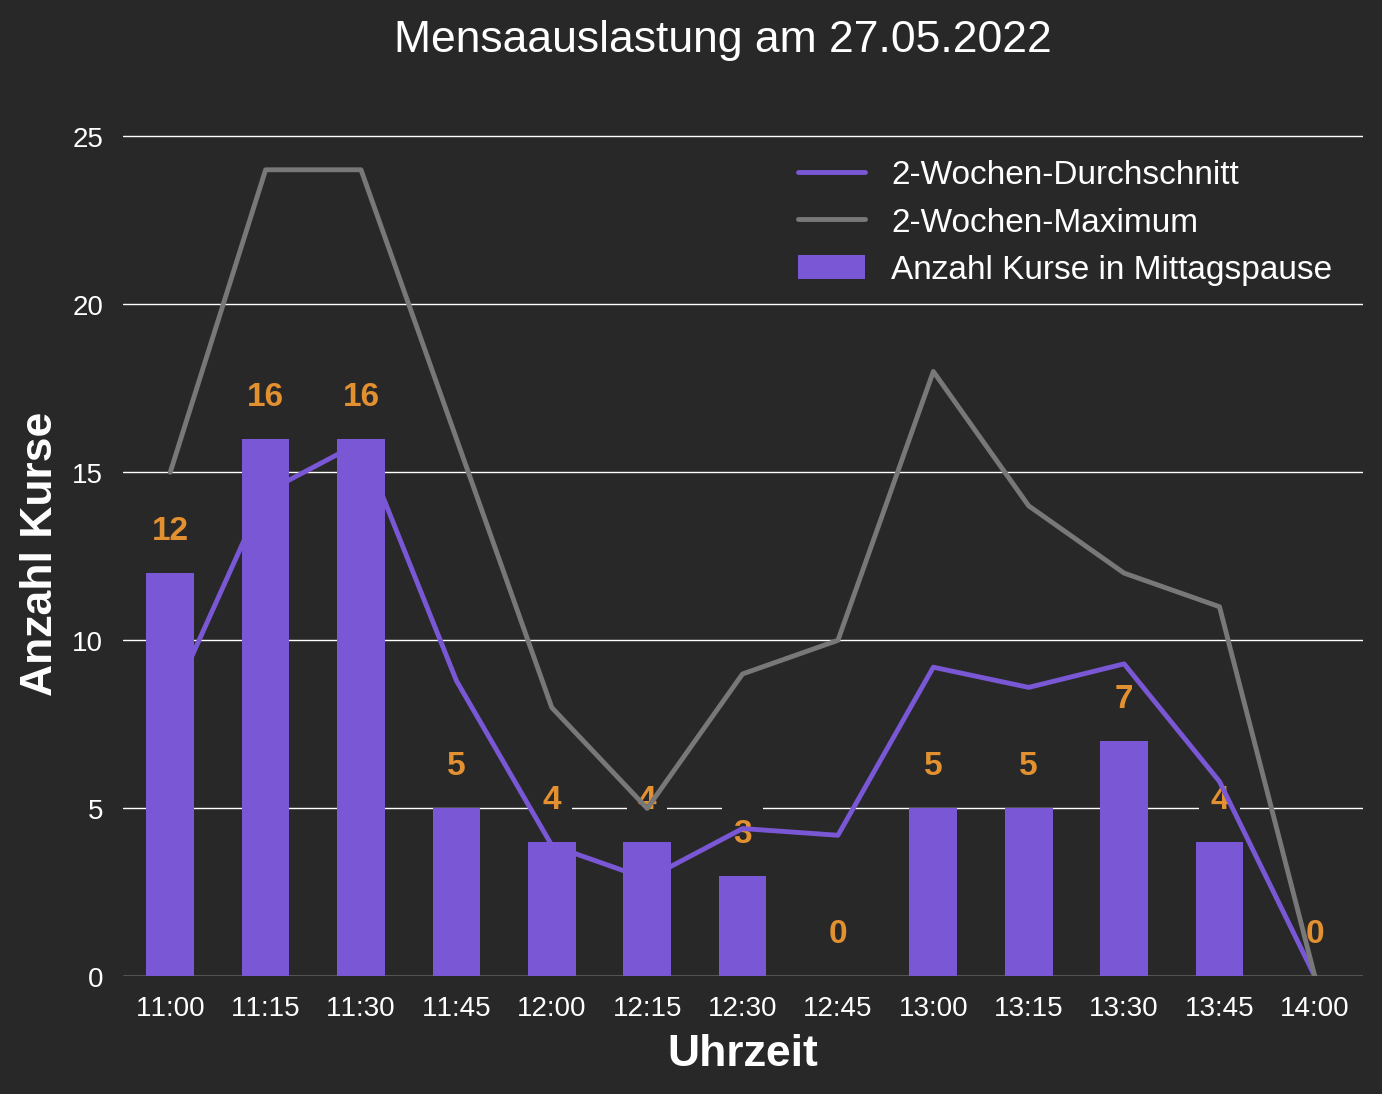 Mensaauslastung am 27.05.2022
25
20
15
10
5
0
Anzahl Kurse
2-Wochen-Durchschnitt
2-Wochen-Maximum
Anzahl Kurse in Mittagspause
12
16
16
5
4
4
3
0
5
5
7
4
0
11:00 11:15 11:30 11:45 12:00 12:15 12:30 12:45 13:00 13:15 13:30 13:45 14:00
Uhrzeit